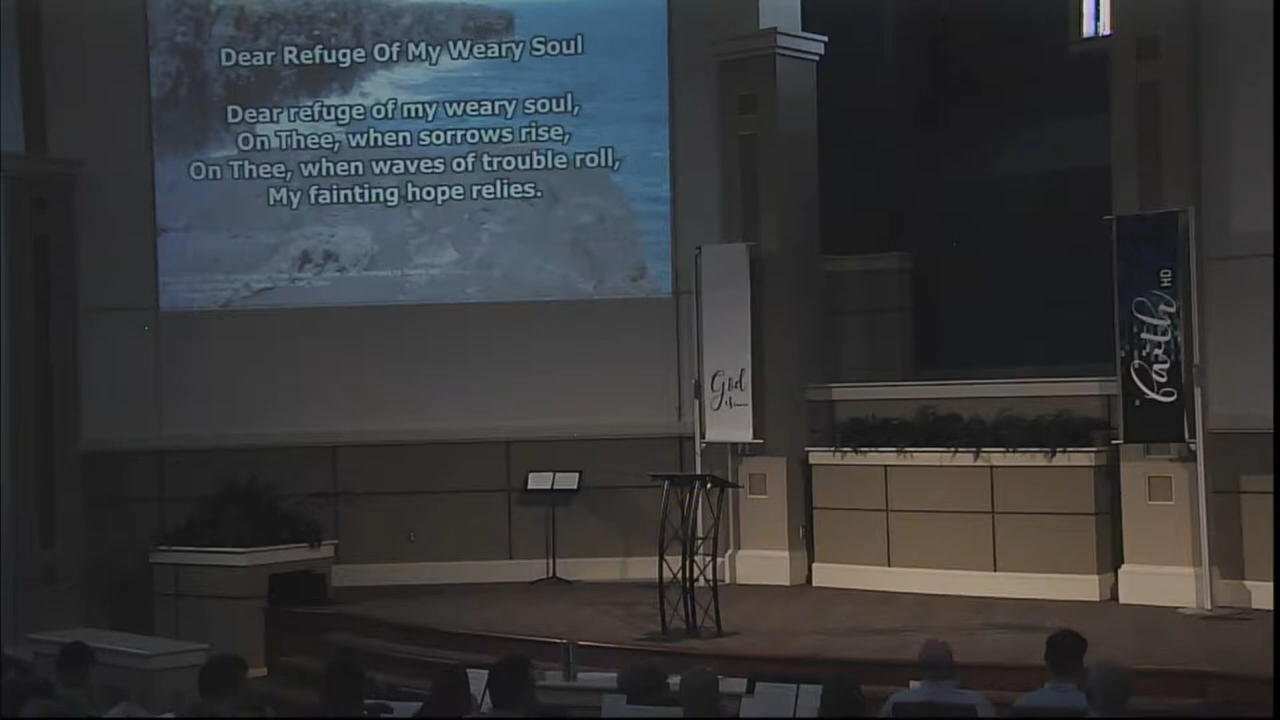 Dear Refuge Of My Weary Soul
Dear refuge of my weary soul,
On Thee, when sorrows rise,
On Thee, when waves of trouble roll,
My fainting hope relies.
God
is
faith
HD